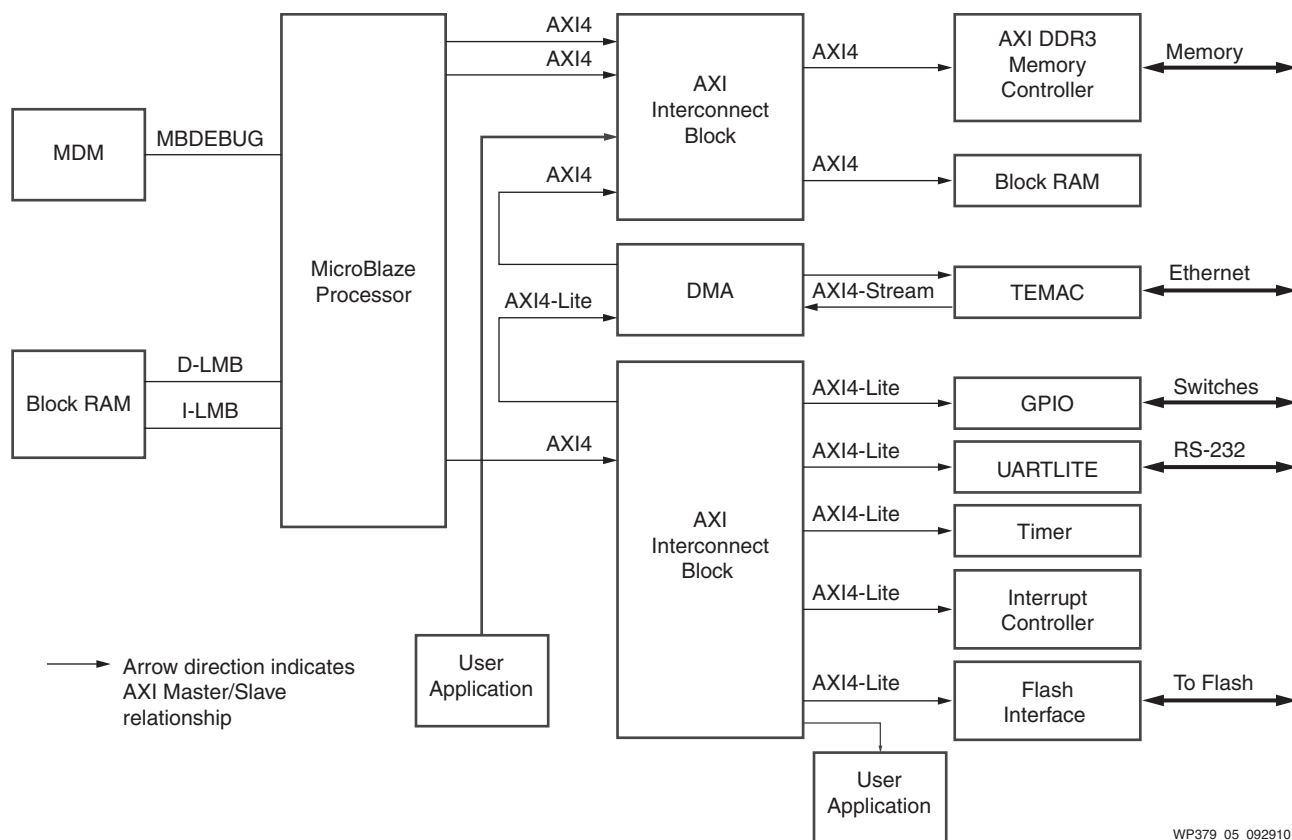 AXI4
AXI4
AXI4
AXI
Interconnect
Block
AXI4
AXI DDR3
Memory
Controller
Memory
MDM
MBDEBUG
AXI4
Block RAM
MicroBlaze
Processor
AXI4-Lite
DMA
AXI4-Stream
TEMAC
Ethernet
Block RAM
D-LMB
I-LMB
AXI4
AXI
Interconnect
Block
AXI4-Lite
GPIO
Switches
AXI4-Lite
UARTLITE
RS-232
AXI4-Lite
Timer
AXI4-Lite
Interrupt
Controller
AXI4-Lite
Flash
Interface
To Flash
Arrow direction indicates
AXI Master/Slave
relationship
User
Application
User
Application
WP379_05_092910